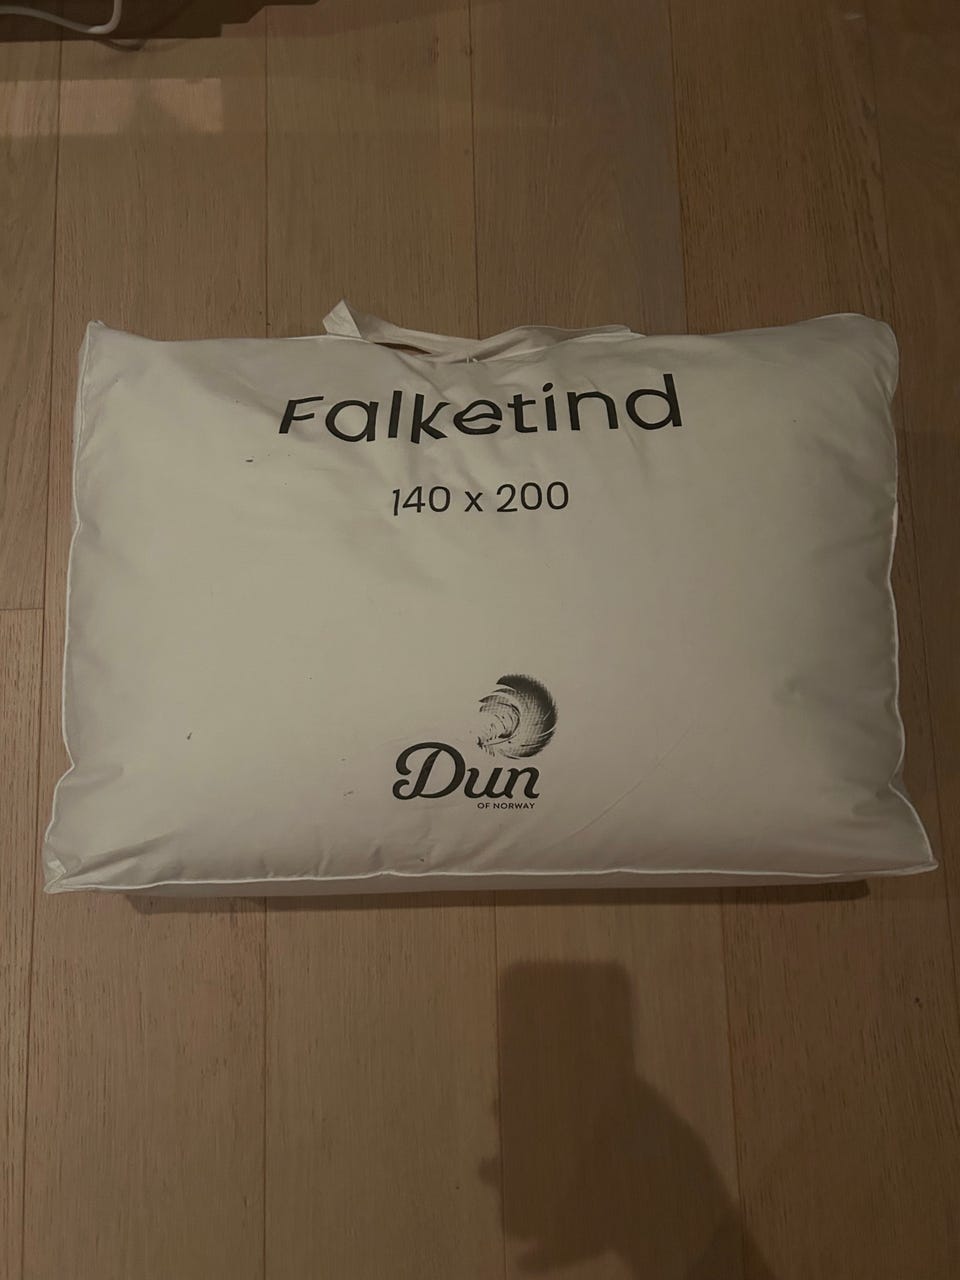 Falketind
140 x 200
Dun
OF NORWAY